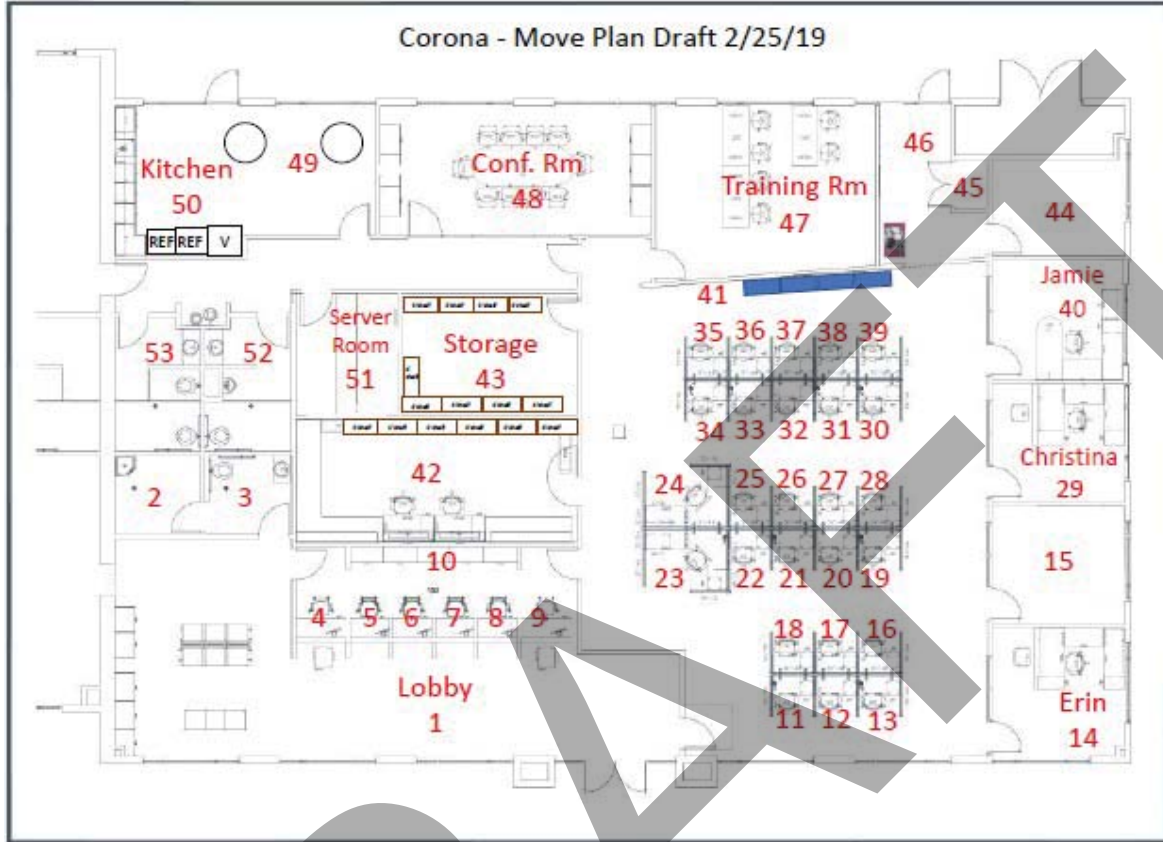 Corona - Move Plan Draft 2/25/19
46
49
Kitchen
50
Conf. Rm
48
Training Rm
47
45
44
REF REF V
Jamie
40
41
35 36 37 38 39
Server
Room
51
Storage
43
53 52
34 33 32 31 30
Christina
29
42
24 25 26 27 28
2 3
10
23 22 21 20 19
15
4 5 6 7 8 9
18 17 16
Lobby
1
11 12 13
Erin
14
DRAFT